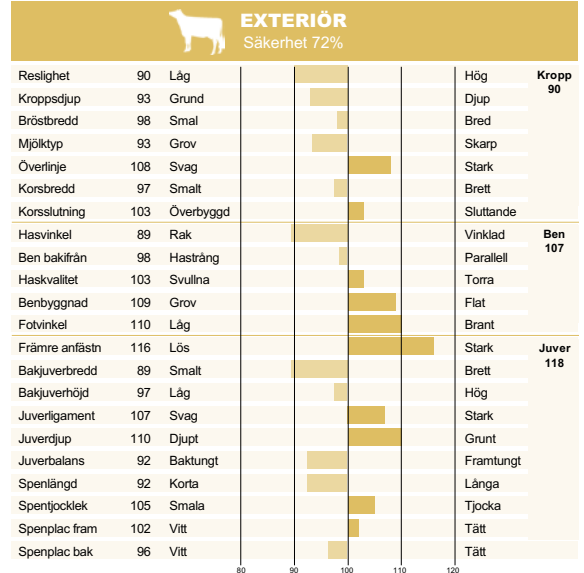 EXTERIÖR
Säkerhet 72%
Reslighet 90 Låg Hög Kropp
Kroppsdjup 93 Grund Djup 90
Bröstbredd 98 Smal Bred
Mjölktyp 93 Grov Skarp
Överlinje 108 Svag Stark
Korsbredd 97 Smalt Brett
Korsslutning 103 Överbyggd Sluttande
Hasvinkel 89 Rak Vinklad Ben
Ben bakifrån 98 Hastrång Parallell 107
Haskvalitet 103 Svullna Torra
Benbyggnad 109 Grov Flat
Fotvinkel 110 Låg Brant
Främre anfästn 116 Lös Stark Juver
Bakjuverbredd 89 Smalt Brett 118
Bakjuverhöjd 97 Låg Hög
Juverligament 107 Svag Stark
Juverdjup 110 Djupt Grunt
Juverbalans 92 Baktungt Framtungt
Spenlängd 92 Korta Långa
Spentjocklek 105 Smala Tjocka
Spenplac fram 102 Vitt Tätt
Spenplac bak 96 Vitt Tätt
80 90 100 110 120